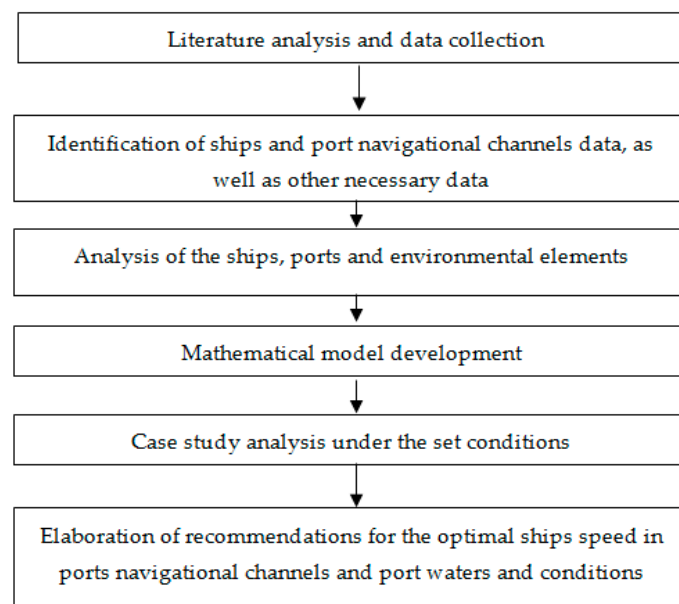 Literature analysis and data collection
Identification of ships and port navigational channels data, as
well as other necessary data
Analysis of the ships, ports and environmental elements
Mathematical model development
Case study analysis under the set conditions
Elaboration of recommendations for the optimal ships speed in
ports navigational channels and port waters and conditions